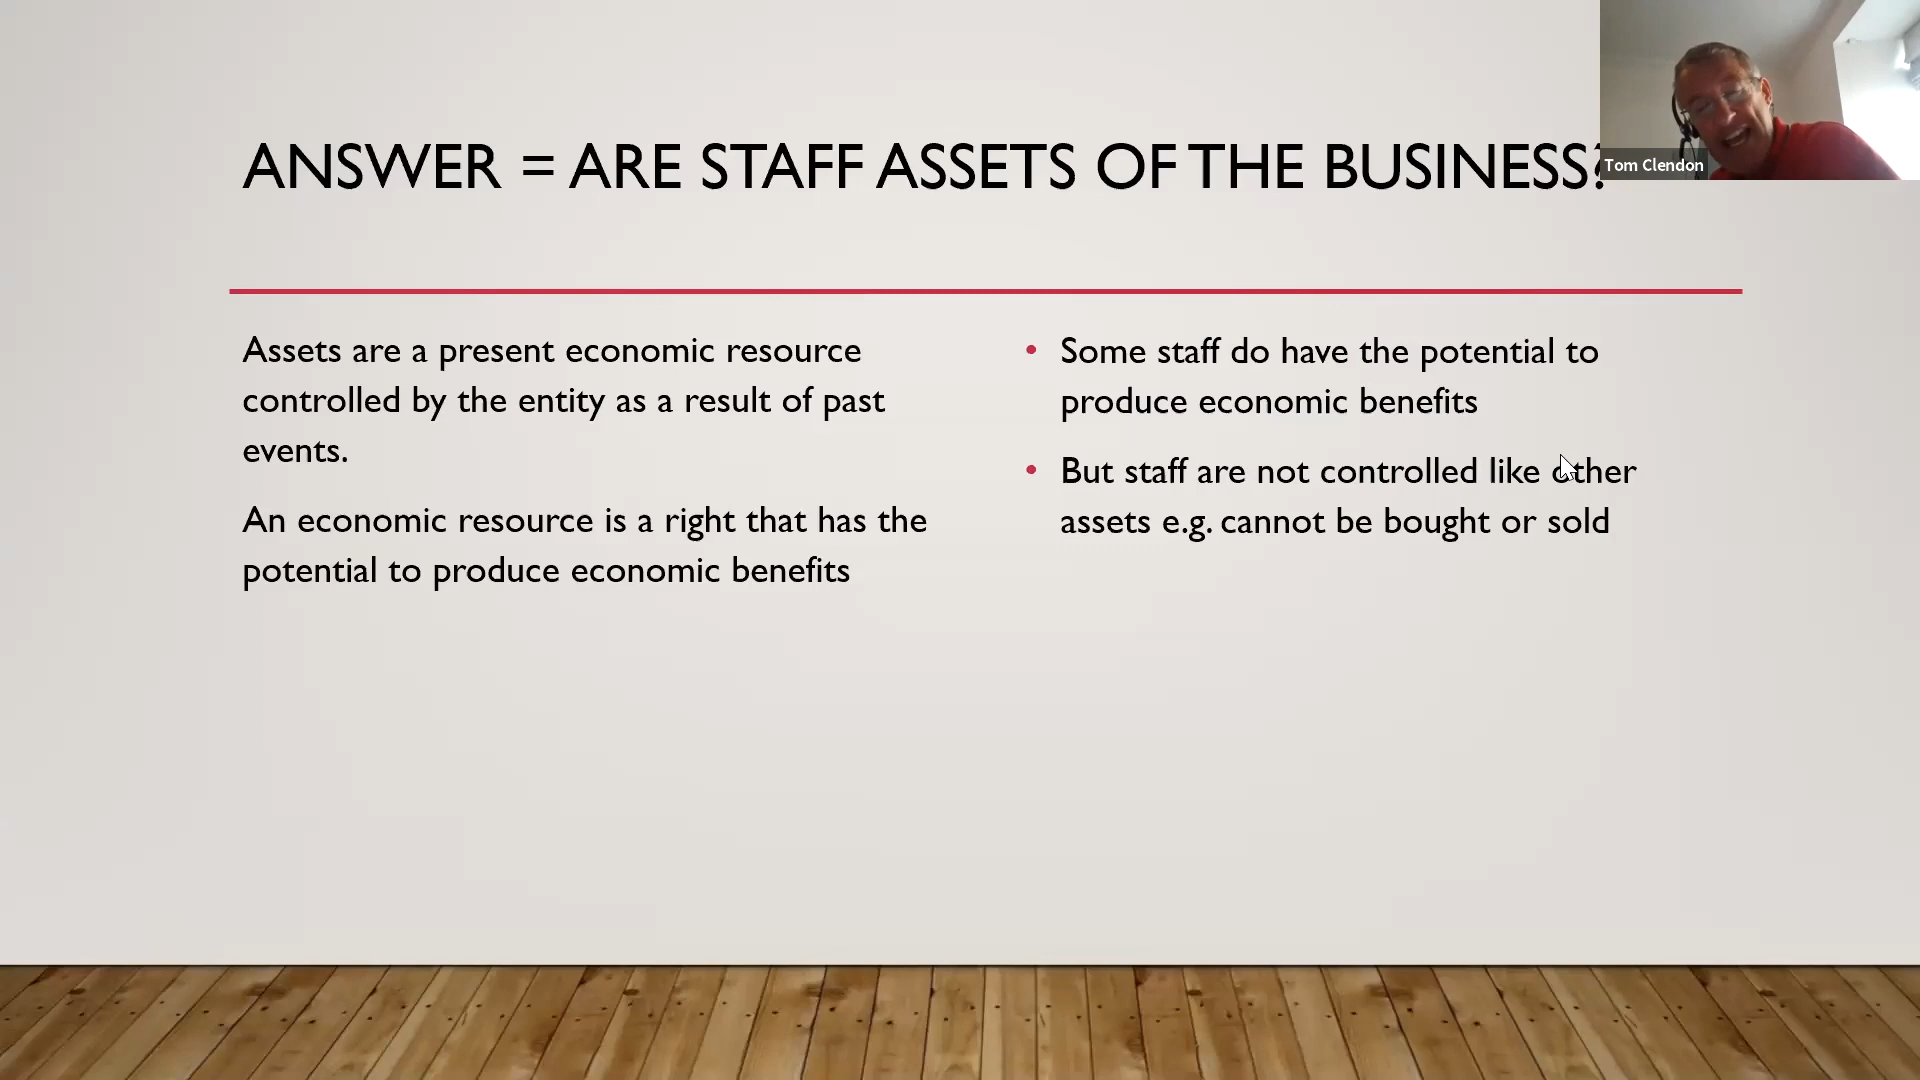 ANSWER = ARE STAFF ASSETS OF THE BUSINESS?
Tom Clendon
Assets are a present economic resource
controlled by the entity as a result of past
events.
An economic resource is a right that has the
potential to produce economic benefits
• Some staff do have the potential to
produce economic benefits
• But staff are not controlled like other
assets e.g. cannot be bought or sold